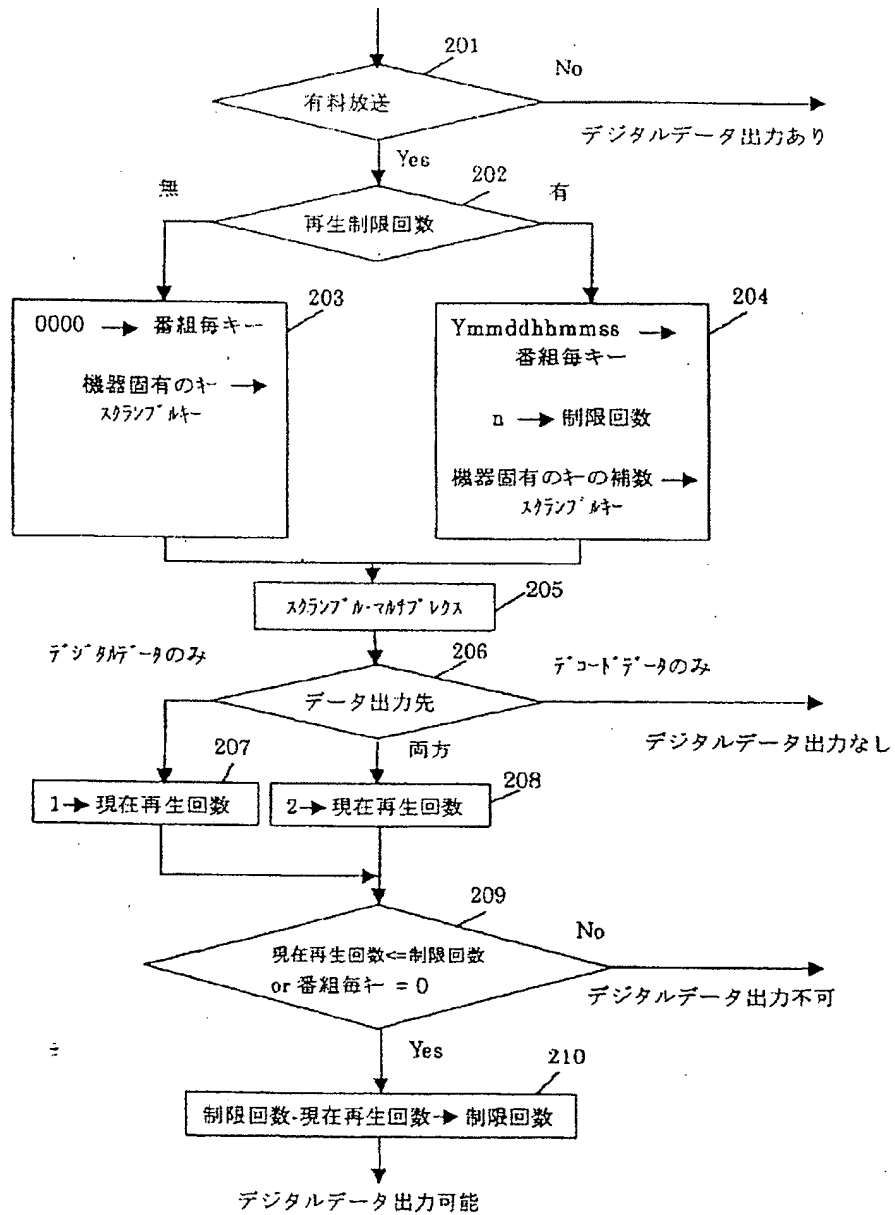 201
No
有料放送
デジタルデータ出力あり
Yes
202
無
有
再生制限回数
203
204
0000 → 番組毎キー
機器固有のキー →
スクランブルキー
Ymmddhhmmss →
番組毎キー
n → 制限回数
機器固有のキーの補数 →
スクランブルキー
スクランブル・マルチプレクス
205
デジタルデータのみ
206
デコードデータのみ
データ出力先
デジタルデータ出力なし
207
両方
1→ 現在再生回数
2→ 現在再生回数
208
209
No
現在再生回数<=制限回数
or 番組毎キー = 0
デジタルデータ出力不可
Yes
210
制限回数-現在再生回数→ 制限回数
デジタルデータ出力可能